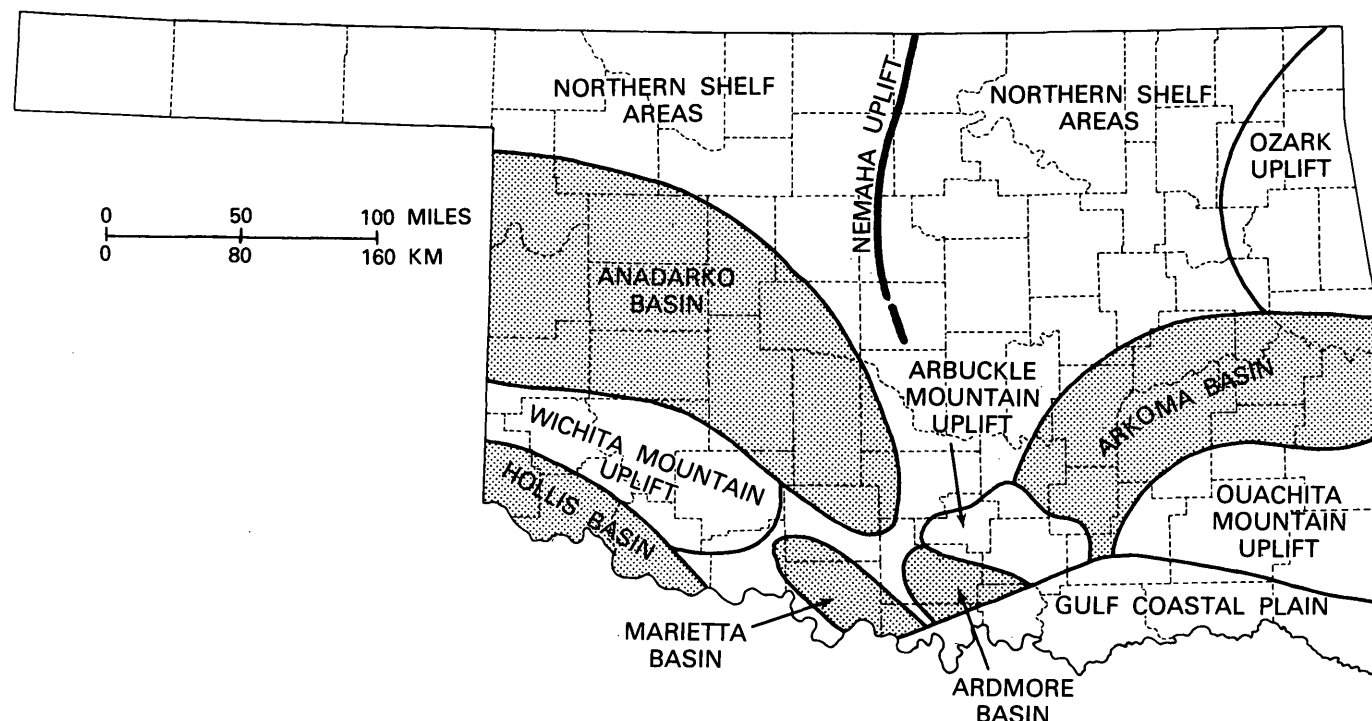 NORTHERN SHELF
AREAS
NEMAHA UPLIFT
NORTHERN SHELF
AREAS
OZARK
UPLIFT
0 50 100 MILES
0 80 160 KM
ANADARKO
BASIN
ARBUCKLE
MOUNTAIN
UPLIFT
ARKOMA BASIN
WICHITA MOUNTAIN
UPLIFT
HOLLIS BASIN
OUACHITA
MOUNTAIN
UPLIFT
GULF COASTAL PLAIN
MARIETTA
BASIN
ARDMORE
BASIN